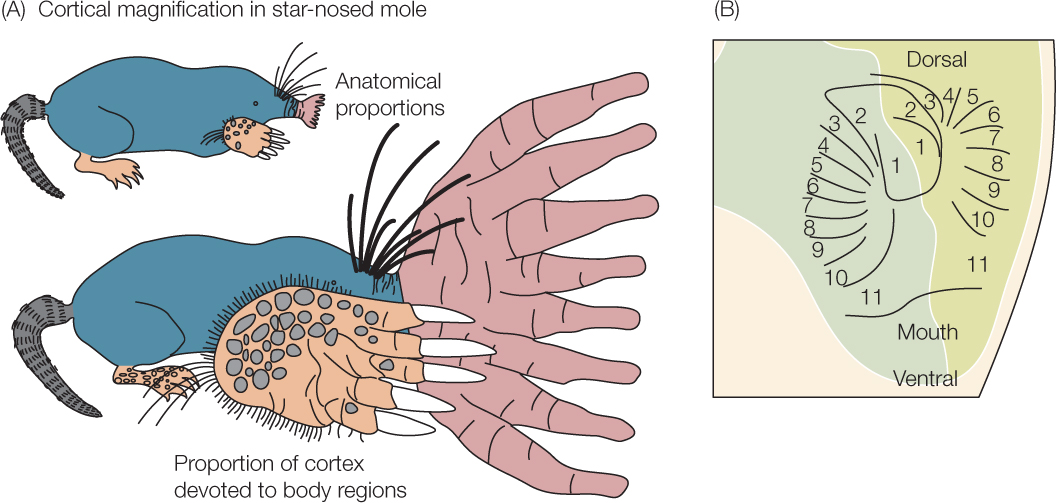 (A) Cortical magnification in star-nosed mole
Anatomical
proportions
Proportion of cortex
devoted to body regions
(B)
Dorsal
1
2
3
4
5
6
7
8
9
10
11
1
2
3
4
5
6
7
8
9
10
11
Mouth
Ventral